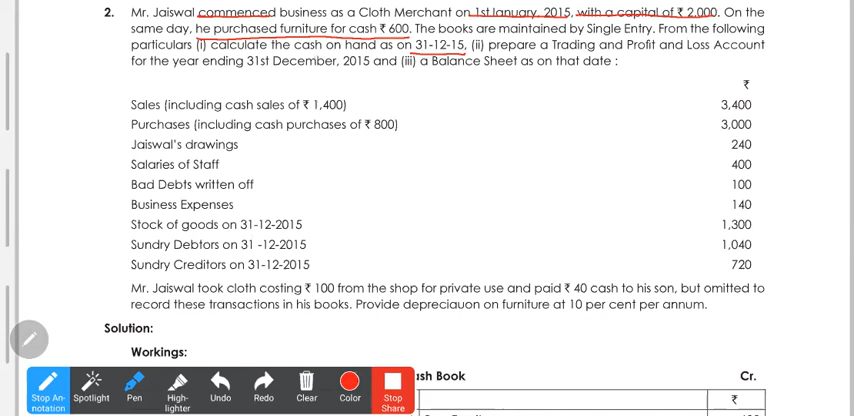 2. Mr. Jaiswal commenced business as a Cloth Merchant on 1st January, 2015, with a capital of ₹ 2,000. On the
same day, he purchased furniture for cash ₹ 600. The books are maintained by Single Entry. From the following
particulars (i) calculate the cash on hand as on 31-12-15, (ii) prepare a Trading and Profit and Loss Account
for the year ending 31st December, 2015 and (iii) a Balance Sheet as on that date :
₹
Sales (including cash sales of ₹ 1,400) 3,400
Purchases (including cash purchases of ₹ 800) 3,000
Jaiswal's drawings 240
Salaries of Staff 400
Bad Debts written off 100
Business Expenses 140
Stock of goods on 31-12-2015 1,300
Sundry Debtors on 31 -12-2015 1,040
Sundry Creditors on 31-12-2015 720
Mr. Jaiswal took cloth costing ₹ 100 from the shop for private use and paid ₹ 40 cash to his son, but omitted to
record these transactions in his books. Provide depreciauon on furniture at 10 per cent per annum.
Solution:
Workings:
ash Book Cr.
₹
Stop An-
notation
Spotlight
Pen
High-
lighter
Undo
Redo
Clear
Color
Stop
Share